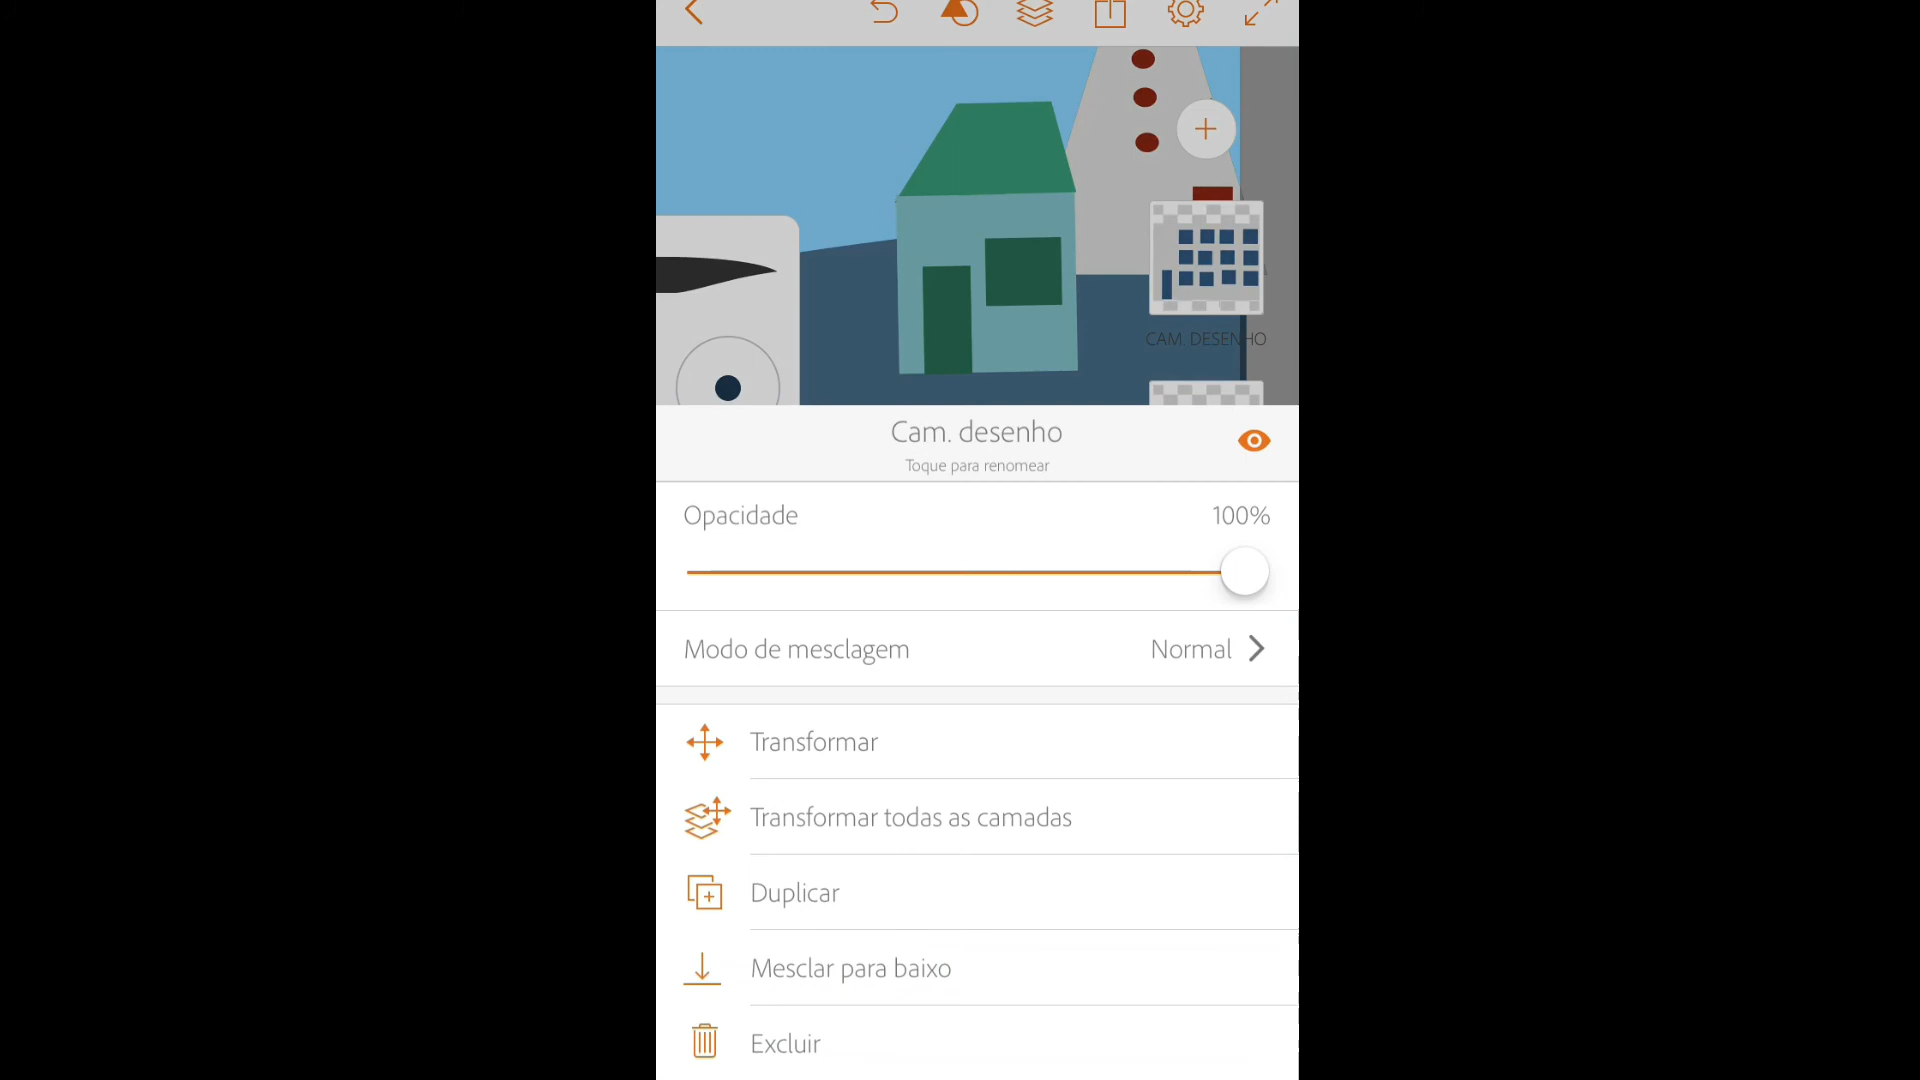 CAM. DESENHO
Cam. desenho
Toque para renomear
Opacidade 100%
Modo de mesclagem Normal
Transformar
Transformar todas as camadas
Duplicar
Mesclar para baixo
Excluir